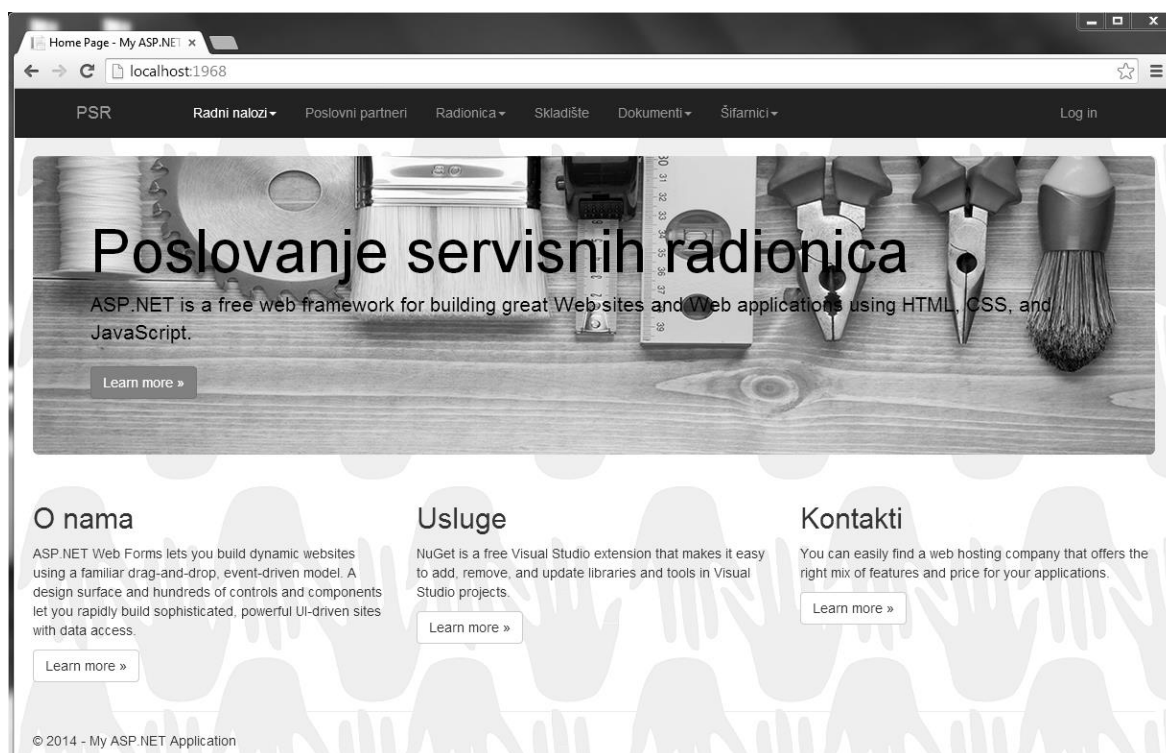 Home Page - My ASP.NET
localhost:1968
PSR Radni nalozi Poslovni partneri Radionica Skladište Dokumenti Šifarnici Log in
Poslovanje servisnih radionica
ASP.NET is a free web framework for building great Web sites and Web applications using HTML, CSS, and
JavaScript.
Learn more »
O nama
ASP.NET Web Forms lets you build dynamic websites
using a familiar drag-and-drop, event-driven model. A
design surface and hundreds of controls and components
let you rapidly build sophisticated, powerful UI-driven sites
with data access.
Learn more »
Usluge
NuGet is a free Visual Studio extension that makes it easy
to add, remove, and update libraries and tools in Visual
Studio projects.
Learn more »
Kontakti
You can easily find a web hosting company that offers the
right mix of features and price for your applications.
Learn more »
© 2014 - My ASP.NET Application